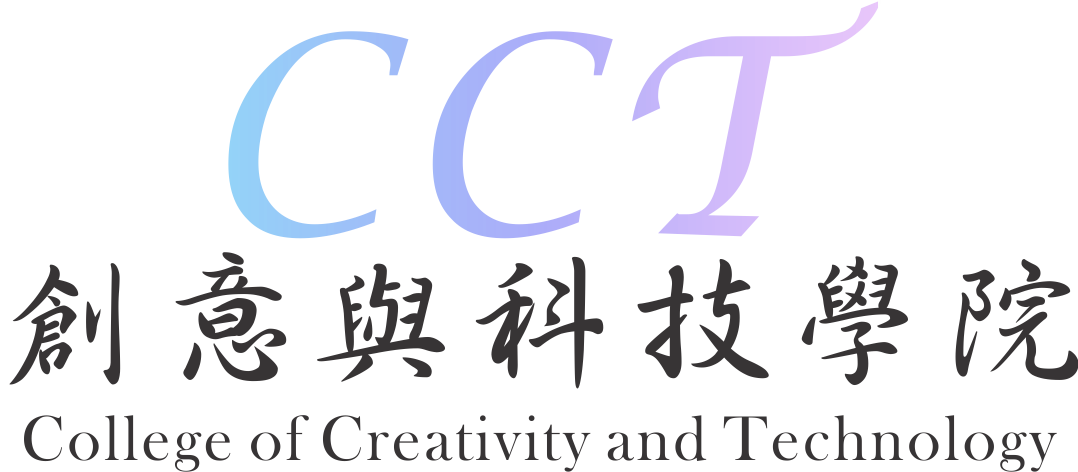 CCT
創意與科技學院
College of Creativity and Technology